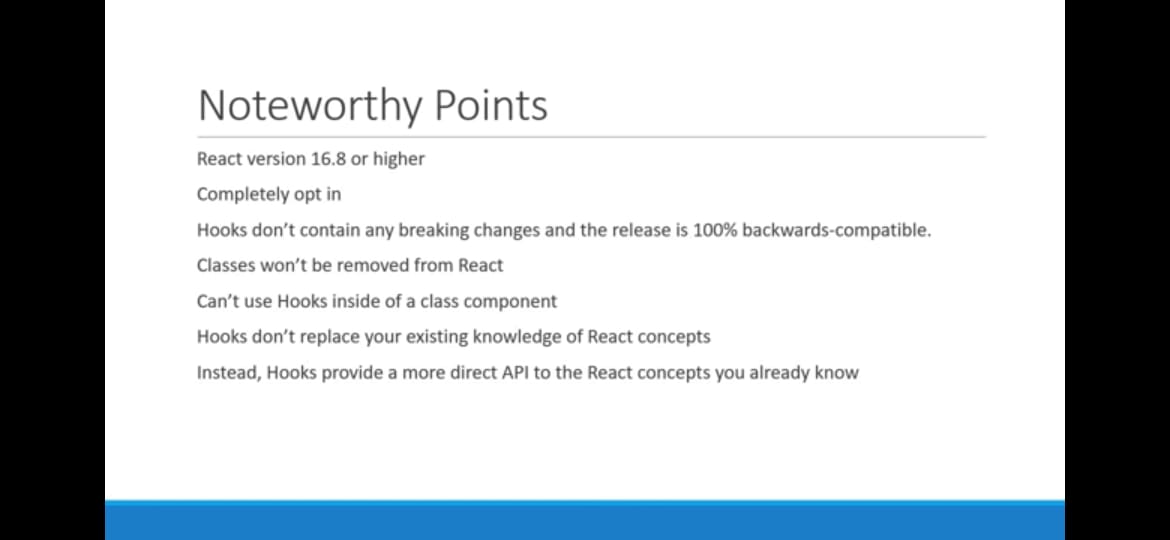 Noteworthy Points
React version 16.8 or higher
Completely opt in
Hooks don’t contain any breaking changes and the release is 100% backwards-compatible.
Classes won’t be removed from React
Can’t use Hooks inside of a class component
Hooks don’t replace your existing knowledge of React concepts
Instead, Hooks provide a more direct API to the React concepts you already know